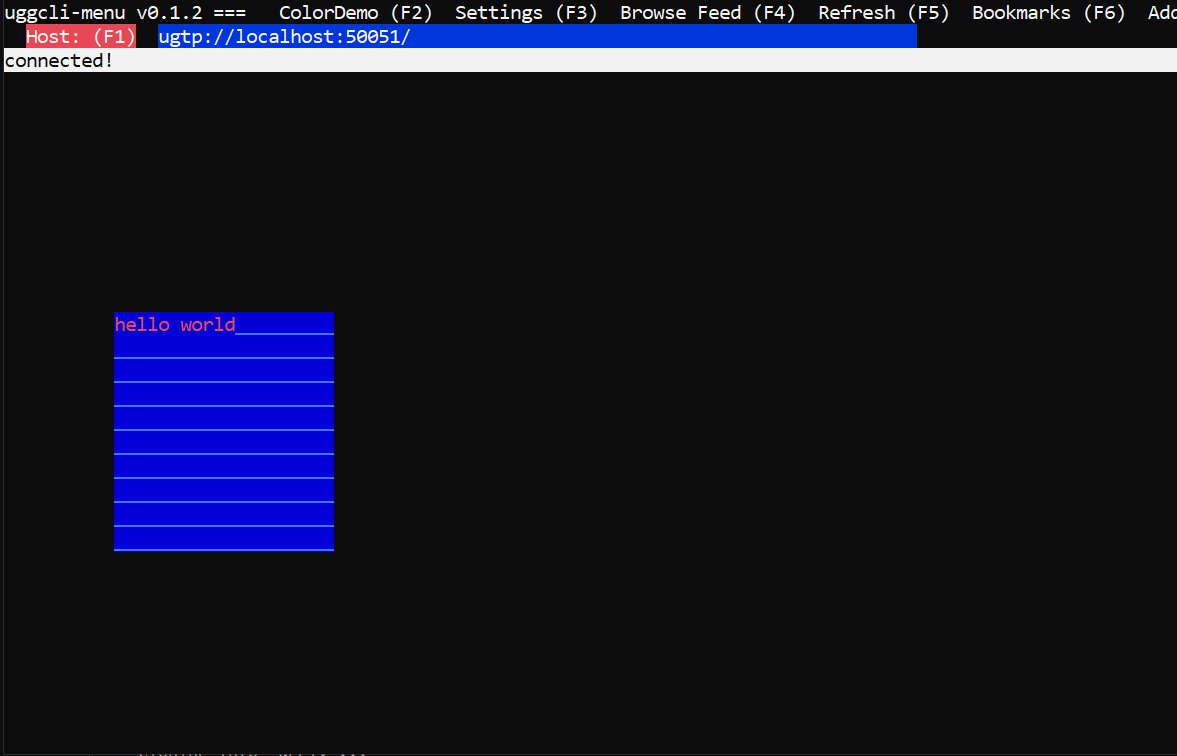 uggcli-menu v0.1.2 === ColorDemo (F2) Settings (F3) Browse Feed (F4) Refresh (F5) Bookmarks (F6) Add
Host: (F1) ugtp://localhost:50051/
connected!
hello world